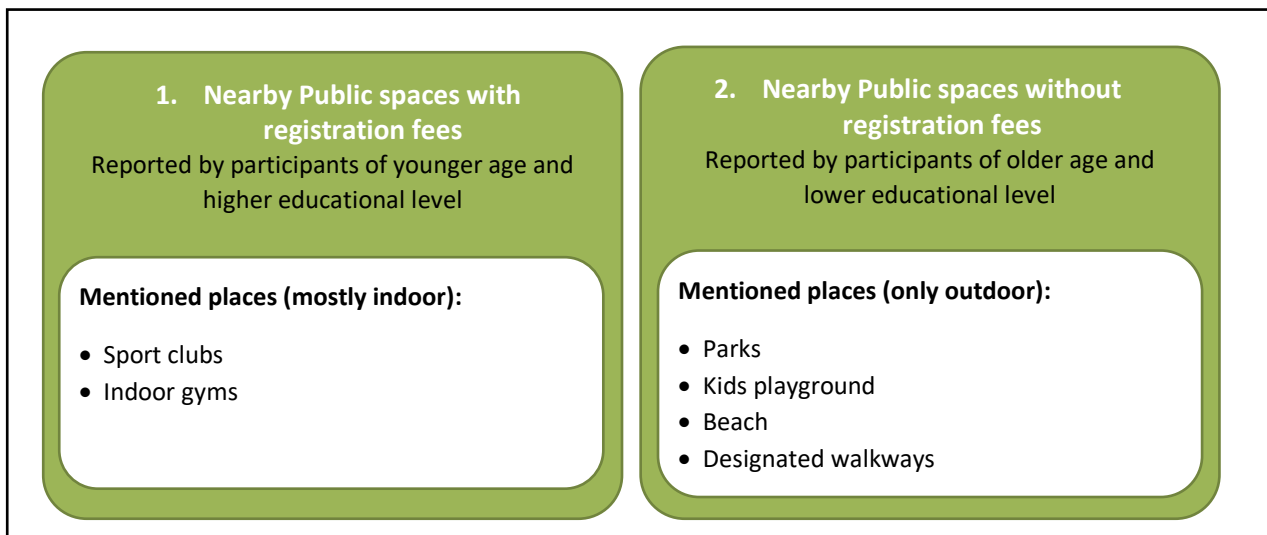 1. Nearby Public spaces with
registration fees
Reported by participants of younger age and
higher educational level
Mentioned places (mostly indoor):
• Sport clubs
• Indoor gyms
2. Nearby Public spaces without
registration fees
Reported by participants of older age and
lower educational level
Mentioned places (only outdoor):
• Parks
• Kids playground
• Beach
• Designated walkways